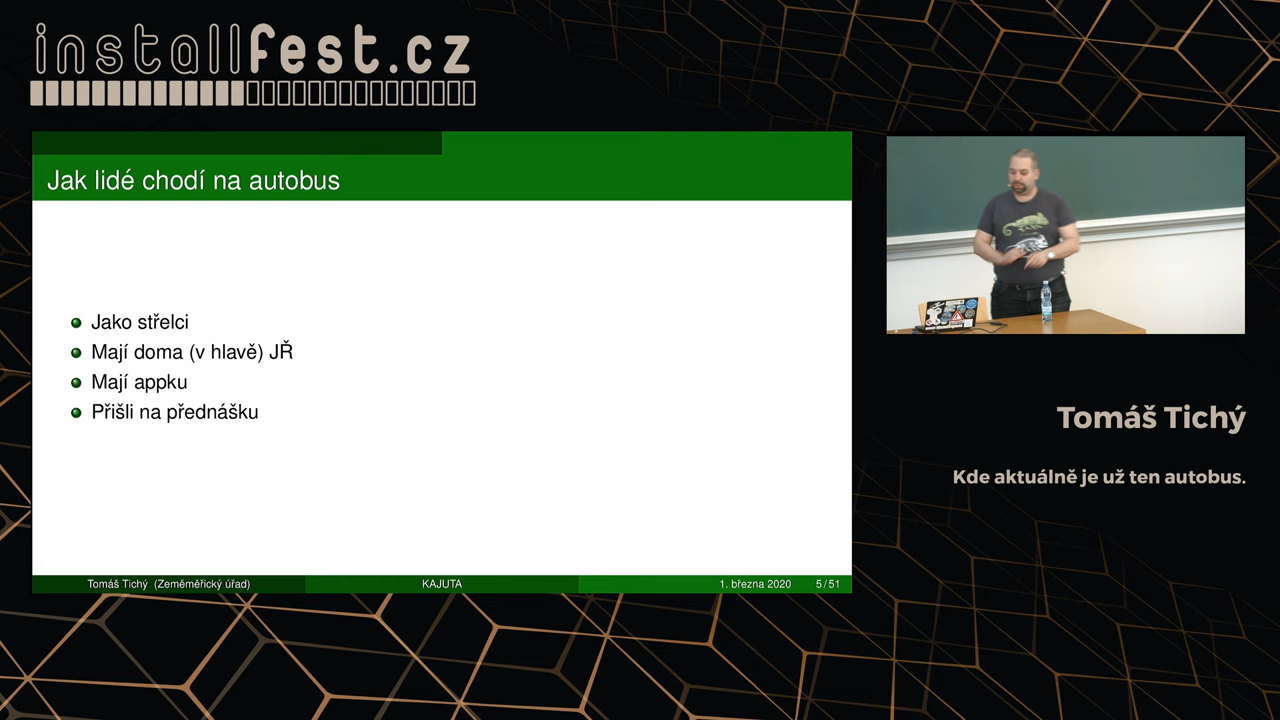 installfest.cz
Jak lidé chodí na autobus
Jako střelci
Mají doma (v hlavě) JŘ
Mají appku
Přišli na přednášku
Tomáš Tichý (Zeměměřický úřad)
KAJUTA
1. března 2020
5/51
Tomáš Tichý
Kde aktuálně je už ten autobus.